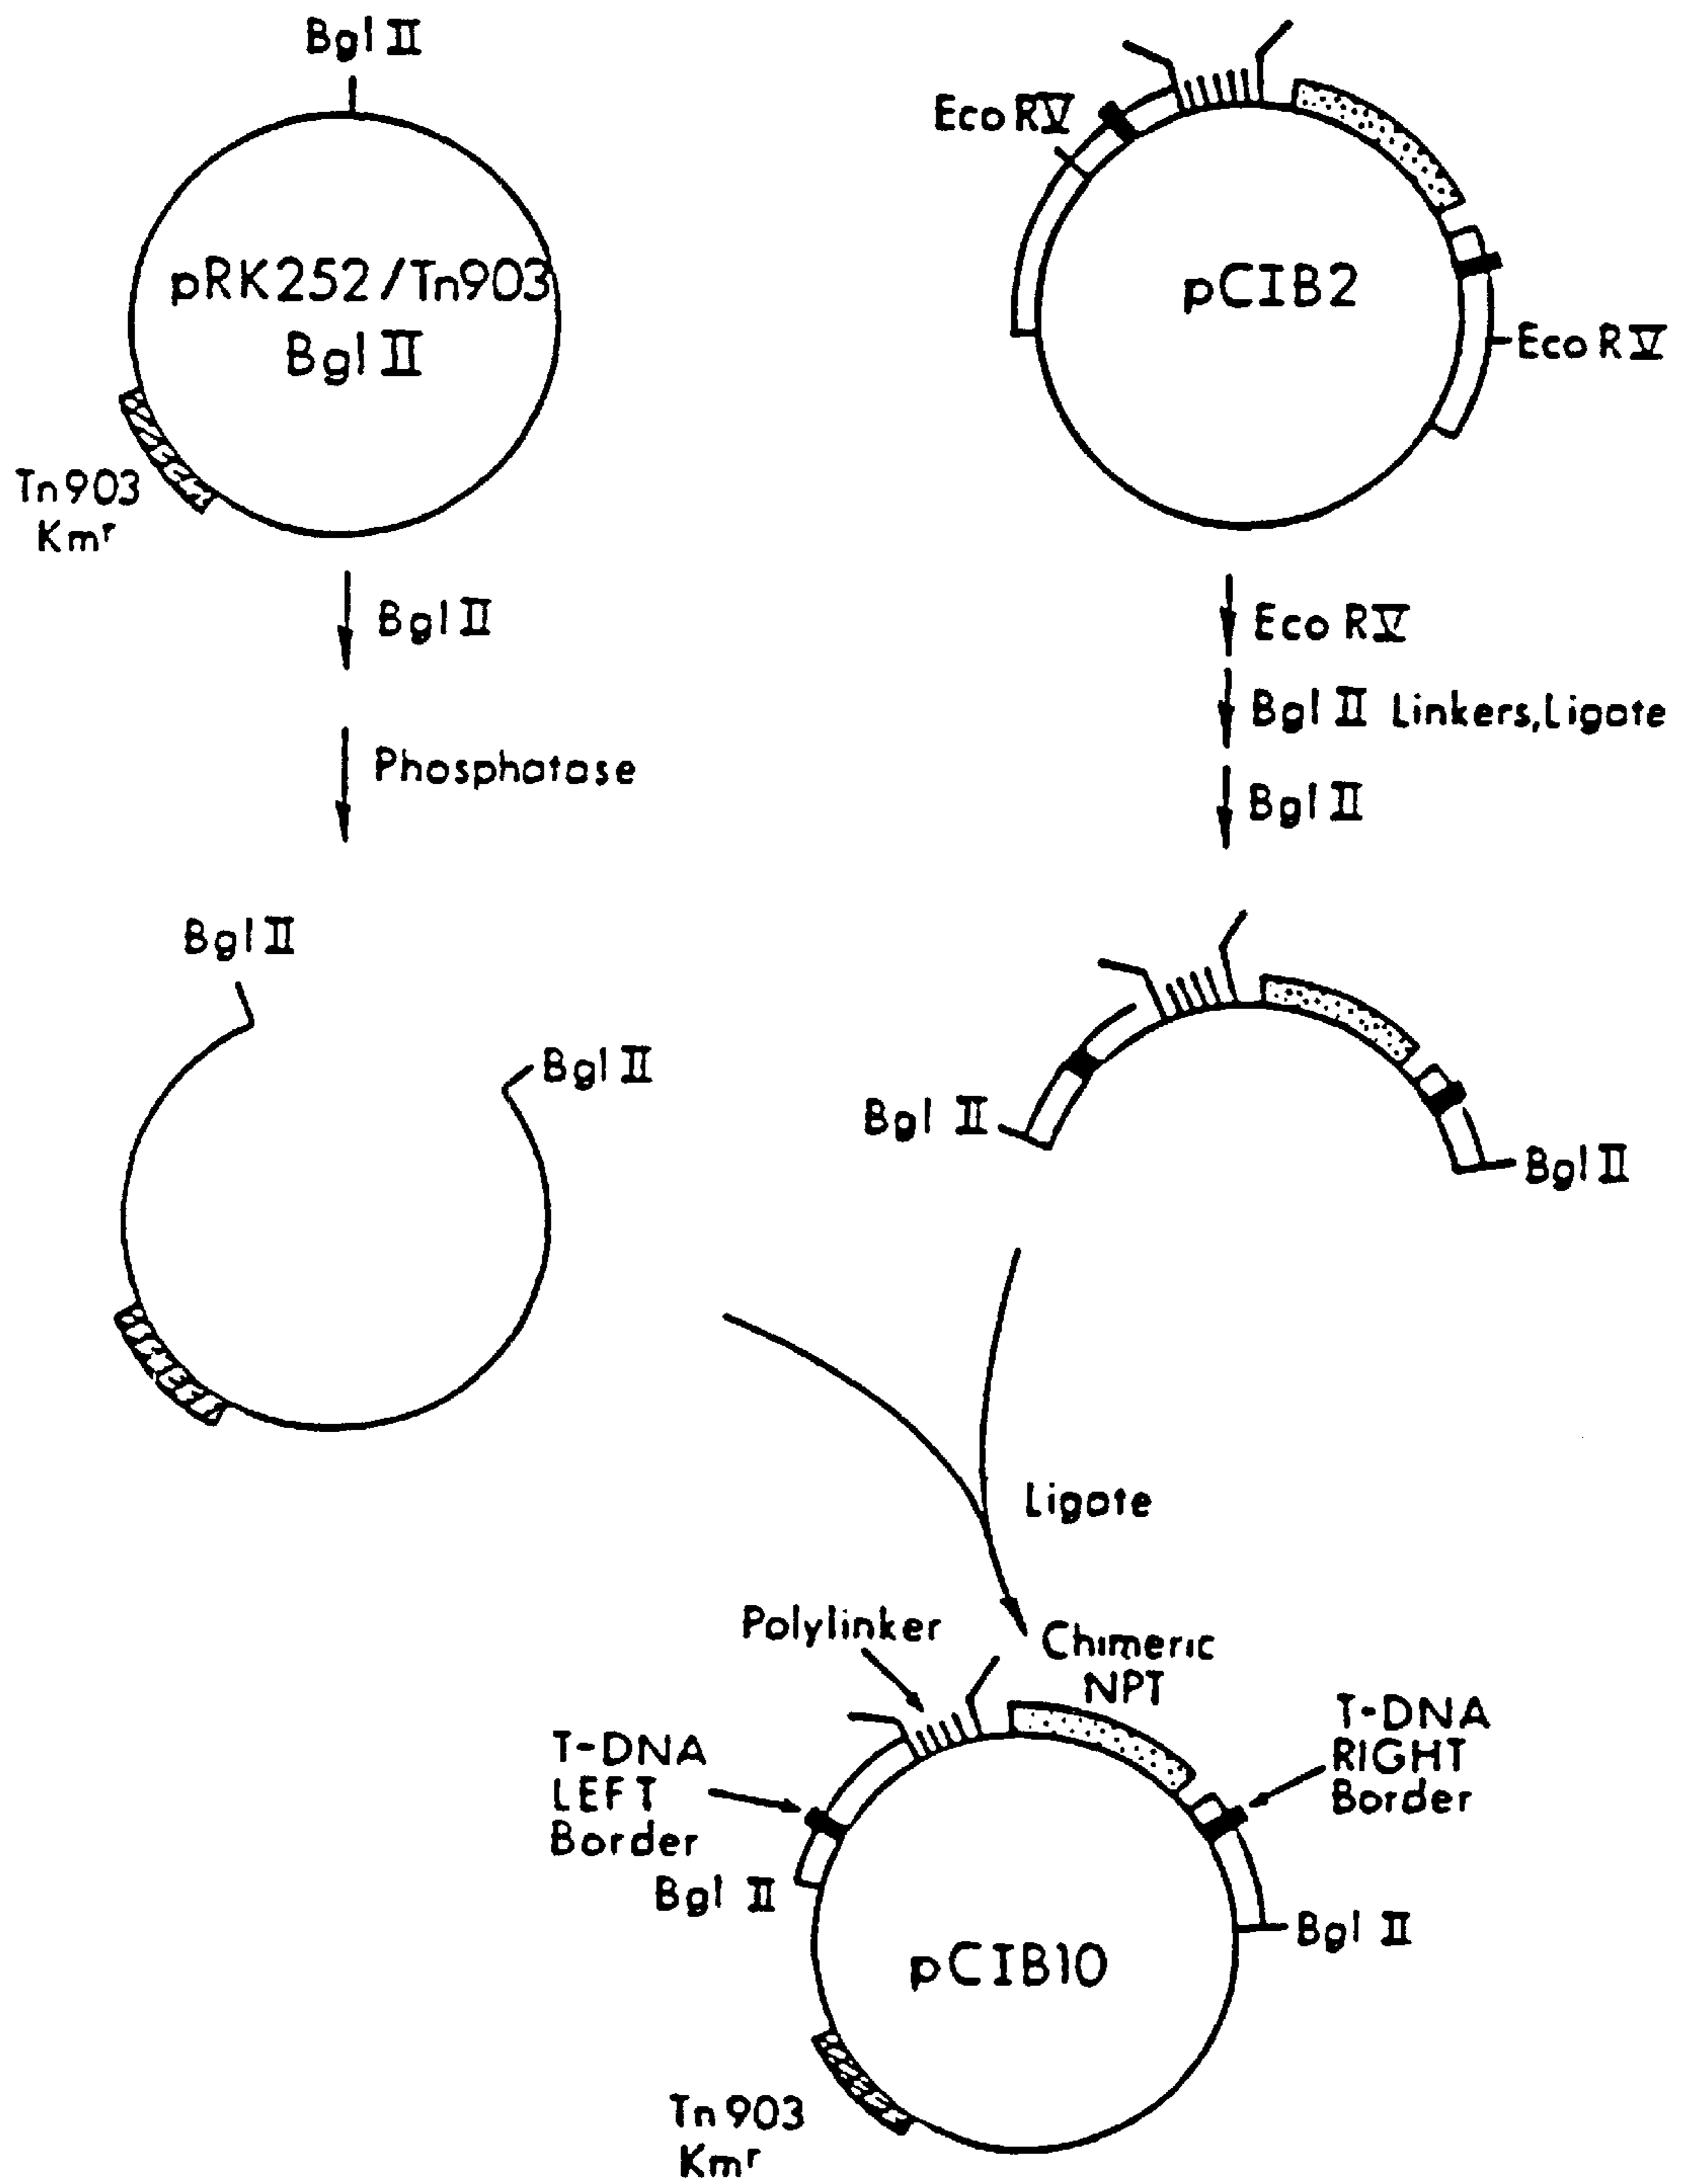 Bgl II
pRK252/Tn903
Bgl II
Tn903
Kmr
Eco RV
pCIB2
Eco RV
Bgl II
Phosphatase
Eco RV
Bgl II Linkers, Ligate
Bgl II
Bgl II
Bgl II
Bgl II
Bgl II
Ligate
Polylinker
Chimeric
NPT
T-DNA
LEFT
Border
T-DNA
RIGHT
Border
Bgl II
Bgl II
pCIB10
Tn903
Kmr